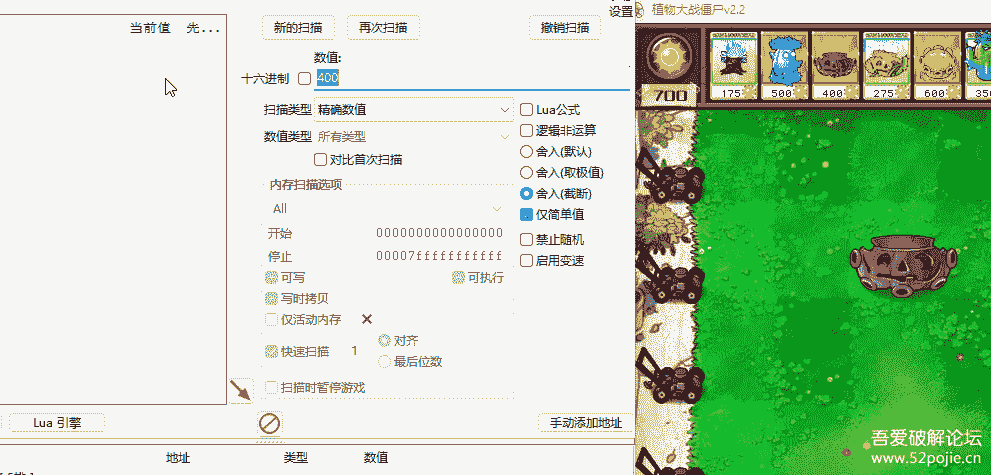 设置
当前值 先...
新的扫描 再次扫描 撤销扫描
数值:
十六进制 400
扫描类型 精确数值
数值类型 所有类型
对比首次扫描
Lua公式
逻辑非运算
舍入(默认)
舍入(取极值)
舍入(截断)
仅简单值
禁止随机
启用变速
内存扫描选项
All
开始 0000000000000000
停止 00007fffffffffff
可写 可执行
写时拷贝
仅活动内存
快速扫描 1 对齐
最后位数
扫描时暂停游戏
Lua 引擎 手动添加地址
地址 类型 数值
植物大战僵尸v2.2
175 500 400 275 600 350
700
吾爱破解论坛
www.52pojie.cn